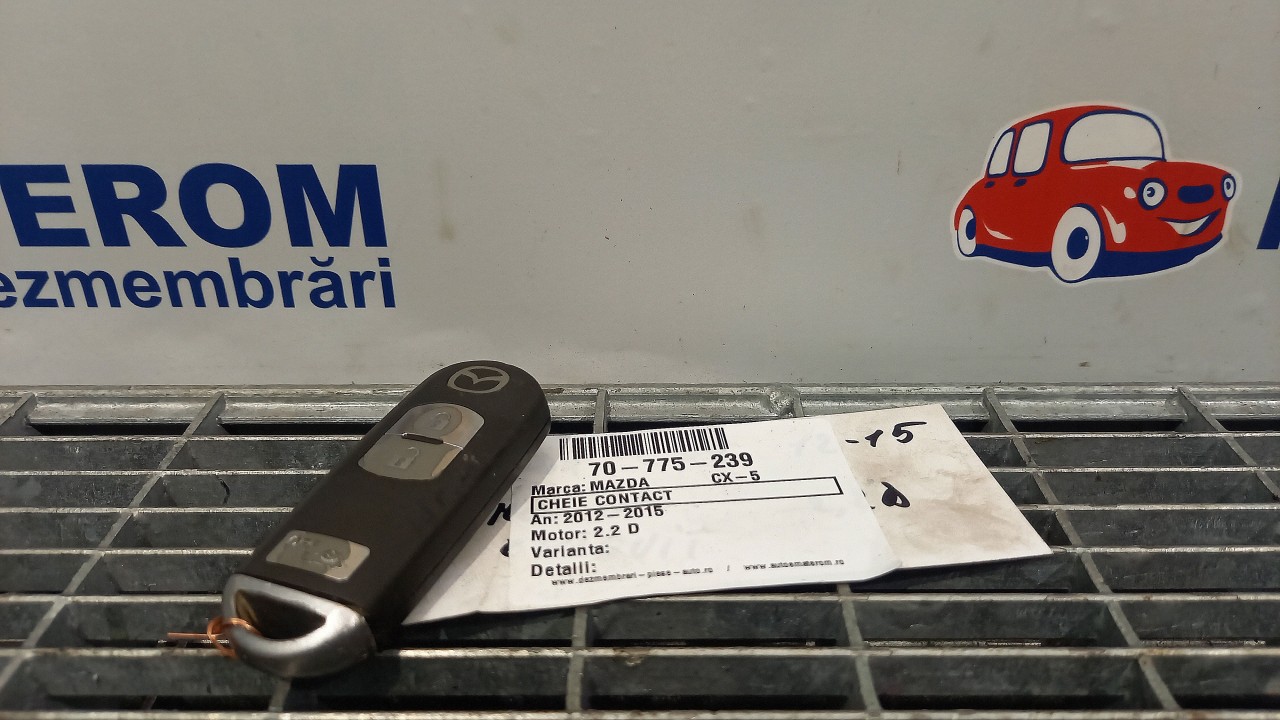 EROM
ezmembrări
70-775-239
Marca: MAZDA CX-5
CHEIE CONTACT
An: 2012-2015
Motor: 2.2 D
Varianta:
Detalii:
www.dezmembrari-piese-auto.ro / www.autoematerom.ro
-15